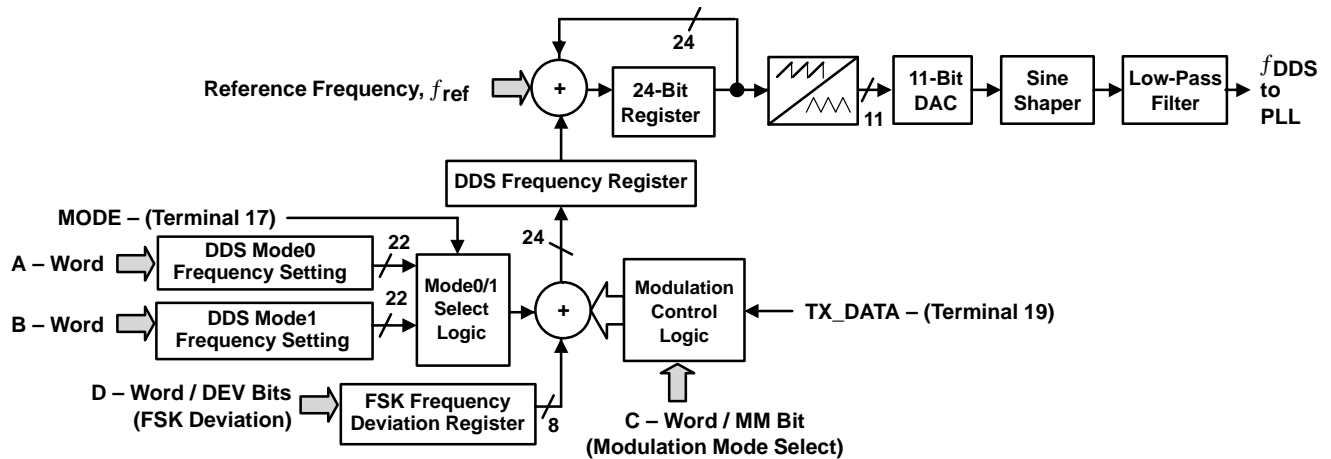 24
Reference Frequency, fref
+
24-Bit
Register
11
11-Bit
DAC
Sine
Shaper
Low-Pass
Filter
fDDS
to
PLL
DDS Frequency Register
MODE – (Terminal 17)
24
A – Word
DDS Mode0
Frequency Setting
22
B – Word
DDS Mode1
Frequency Setting
22
Mode0/1
Select
Logic
+
Modulation
Control
Logic
TX_DATA – (Terminal 19)
D – Word / DEV Bits
(FSK Deviation)
FSK Frequency
Deviation Register
8
C – Word / MM Bit
(Modulation Mode Select)